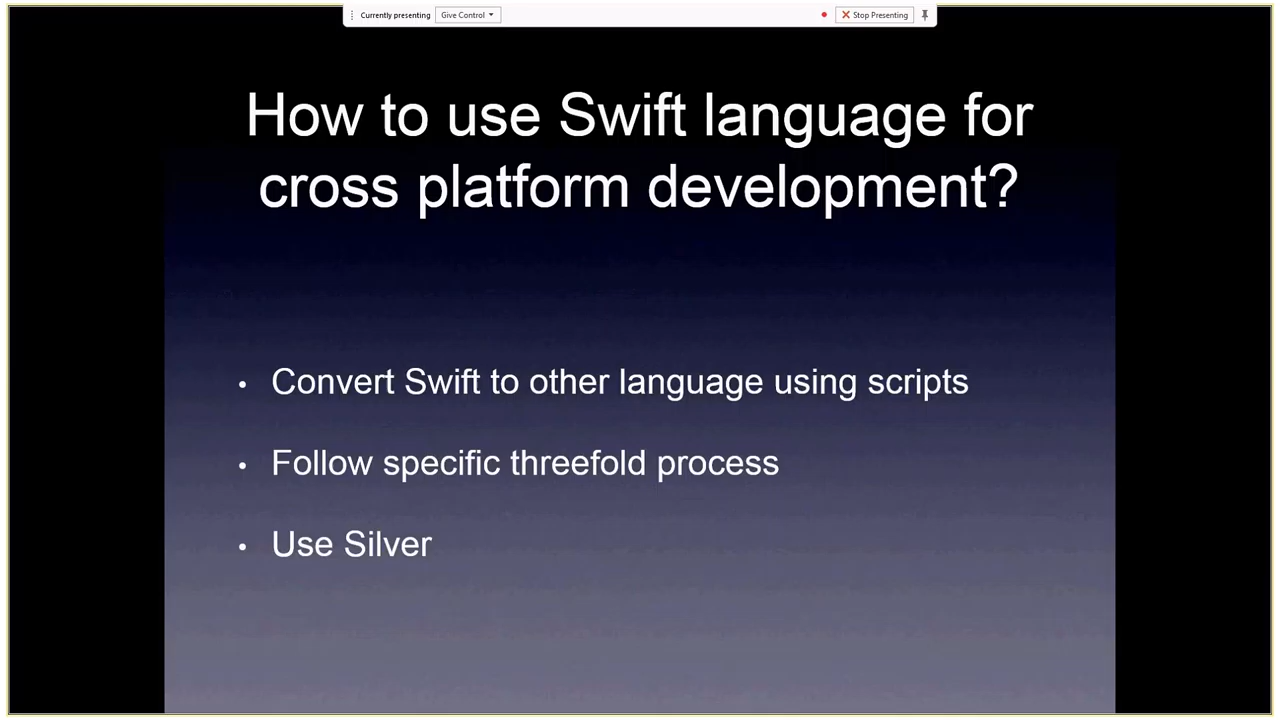 Currently presenting Give Control Stop Presenting
How to use Swift language for
cross platform development?
• Convert Swift to other language using scripts
• Follow specific threefold process
• Use Silver